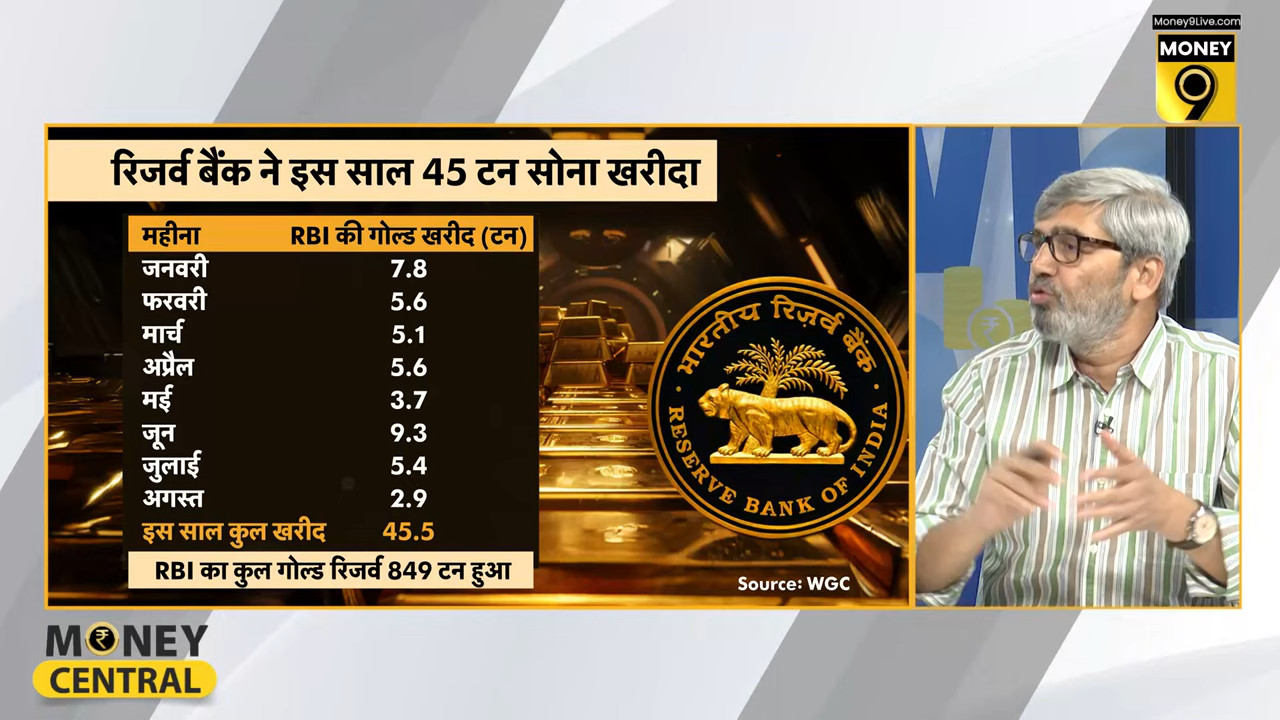 Money9Live.com
MONEY
9
रिजर्व बैंक ने इस साल 45 टन सोना खरीदा
महीना RBI की गोल्ड खरीद (टन)
जनवरी 7.8
फरवरी 5.6
मार्च 5.1
अप्रैल 5.6
मई 3.7
जून 9.3
जुलाई 5.4
अगस्त 2.9
इस साल कुल खरीद 45.5
RBI का कुल गोल्ड रिजर्व 849 टन हुआ
भारतीय रिज़र्व बैंक
RESERVE BANK OF INDIA
Source: WGC
MONEY
CENTRAL